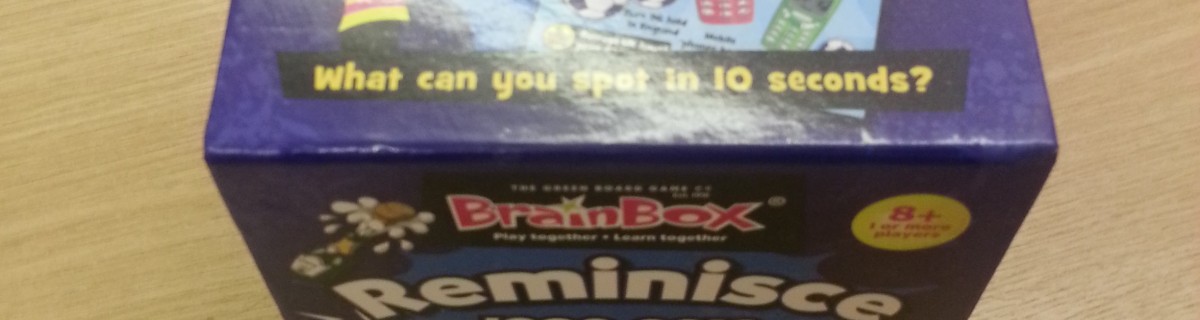 What can you spot in 10 seconds?
THE GREEN BOARD GAME CO
BrainBox®
Play together • Learn together
8+
1 or more
players
Reminisce